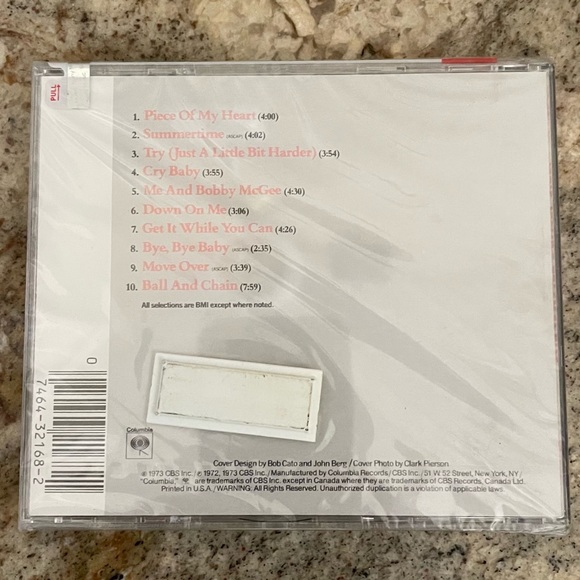 PULL
1. Piece Of My Heart (4:00)
2. Summertime (ASCAP) (4:02)
3. Try (Just A Little Bit Harder) (3:54)
4. Cry Baby (3:55)
5. Me And Bobby McGee (4:30)
6. Down On Me (3:06)
7. Get It While You Can (4:26)
8. Bye, Bye Baby (ASCAP) (2:35)
9. Move Over (ASCAP) (3:39)
10. Ball And Chain (7:59)
All selections are BMI except where noted.
0
7464-32168-2
Columbia
Cover Design by Bob Cato and John Berg / Cover Photo by Clark Pierson
℗ 1973 CBS Inc. / ℗ 1972, 1973 CBS Inc. / Manufactured by Columbia Records / CBS Inc. / 51 W. 52 Street, New York, NY /
"Columbia," are trademarks of CBS Inc. except in Canada where they are trademarks of CBS Records, Canada Ltd.
Printed in U.S.A. / WARNING: All Rights Reserved. Unauthorized duplication is a violation of applicable laws.